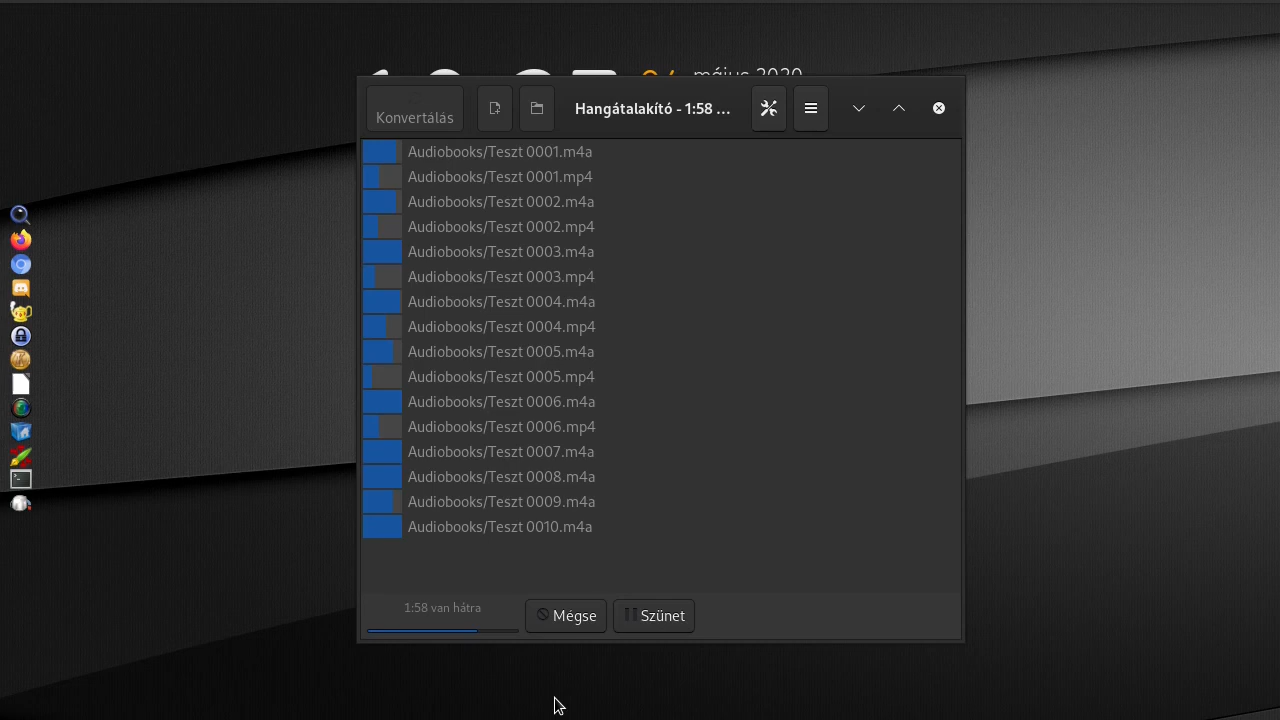 május 2020
Konvertálás
Hangátalakító - 1:58 ...
Audiobooks/Teszt 0001.m4a
Audiobooks/Teszt 0001.mp4
Audiobooks/Teszt 0002.m4a
Audiobooks/Teszt 0002.mp4
Audiobooks/Teszt 0003.m4a
Audiobooks/Teszt 0003.mp4
Audiobooks/Teszt 0004.m4a
Audiobooks/Teszt 0004.mp4
Audiobooks/Teszt 0005.m4a
Audiobooks/Teszt 0005.mp4
Audiobooks/Teszt 0006.m4a
Audiobooks/Teszt 0006.mp4
Audiobooks/Teszt 0007.m4a
Audiobooks/Teszt 0008.m4a
Audiobooks/Teszt 0009.m4a
Audiobooks/Teszt 0010.m4a
1:58 van hátra
Mégse
Szünet